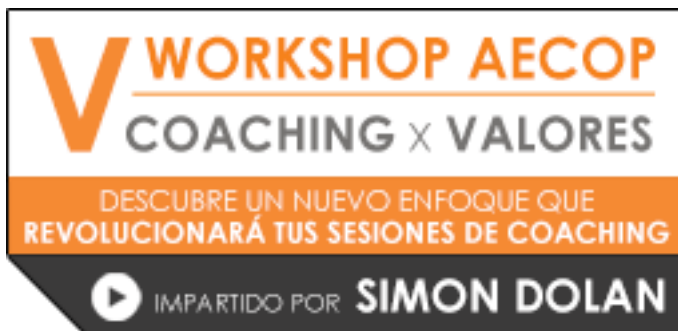 V WORKSHOP AECOP
COACHING X VALORES
DESCUBRE UN NUEVO ENFOQUE QUE
REVOLUCIONARÁ TUS SESIONES DE COACHING
IMPARTIDO POR SIMON DOLAN